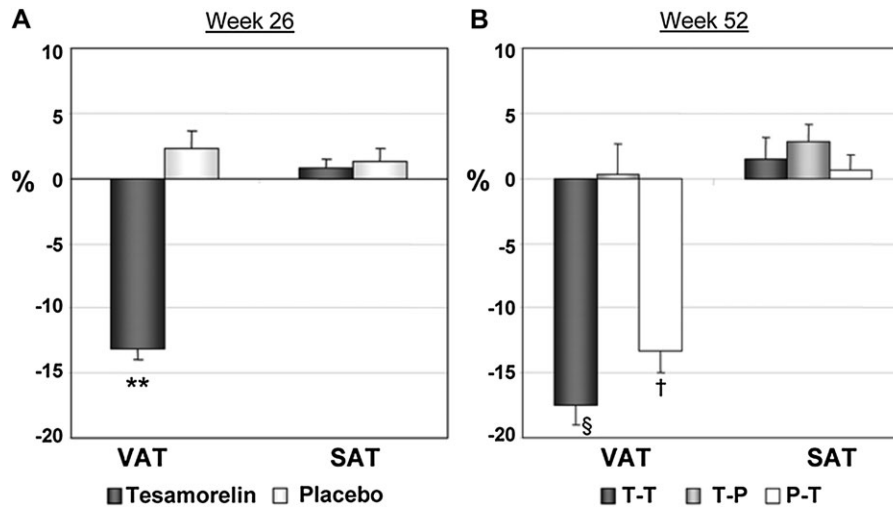 A
Week 26
10
5
0
-5
-10
-15
-20
%
**
VAT
SAT
Tesamorelin
Placebo
B
Week 52
10
5
0
-5
-10
-15
-20
%
§
†
VAT
SAT
T-T
T-P
P-T